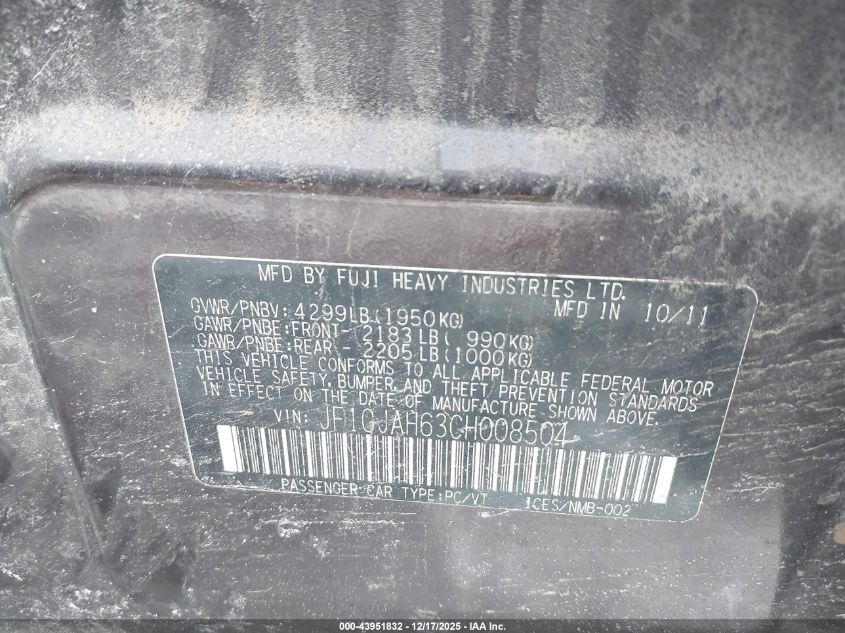 MFD BY FUJI HEAVY INDUSTRIES LTD.
GVWR/PNBV: 4299LB(1950KG) MFD IN 10/11
GAWR/PNBE:FRONT- 2183LB( 990KG)
GAWR/PNBE:REAR - 2205LB(1000KG)
THIS VEHICLE CONFORMS TO ALL APPLICABLE FEDERAL MOTOR
VEHICLE SAFETY, BUMPER, AND THEFT PREVENTION STANDARDS
IN EFFECT ON THE DATE OF MANUFACTURE SHOWN ABOVE.
VIN: JF1GJAH63CH008504
PASSENGER CAR TYPE:PC/VT ICES/NMB-002
000-43951832 - 12/17/2025 - IAA Inc.